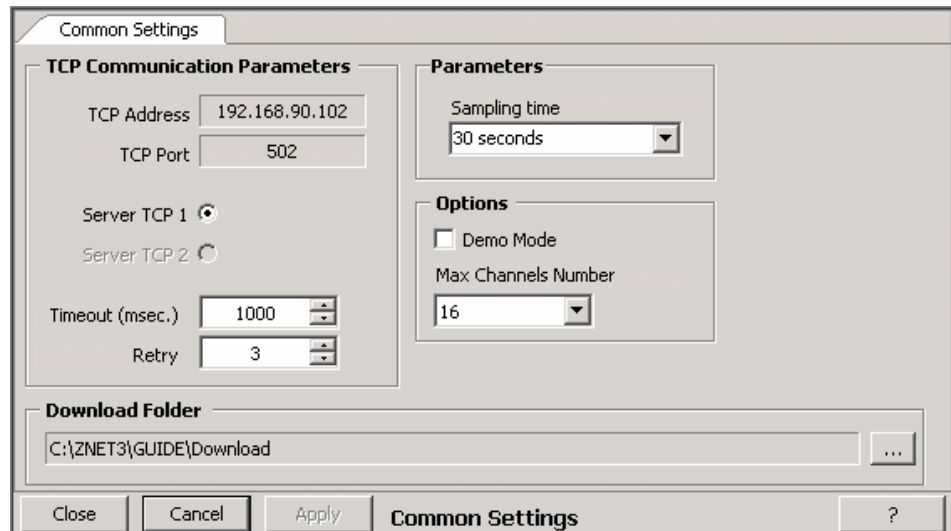 Common Settings
TCP Communication Parameters
TCP Address 192.168.90.102
TCP Port 502
Server TCP 1
Server TCP 2
Timeout (msec.) 1000
Retry 3
Parameters
Sampling time
30 seconds
Options
Demo Mode
Max Channels Number
16
Download Folder
C:\ZNET3\GUIDE\Download
...
Close Cancel Apply Common Settings ?